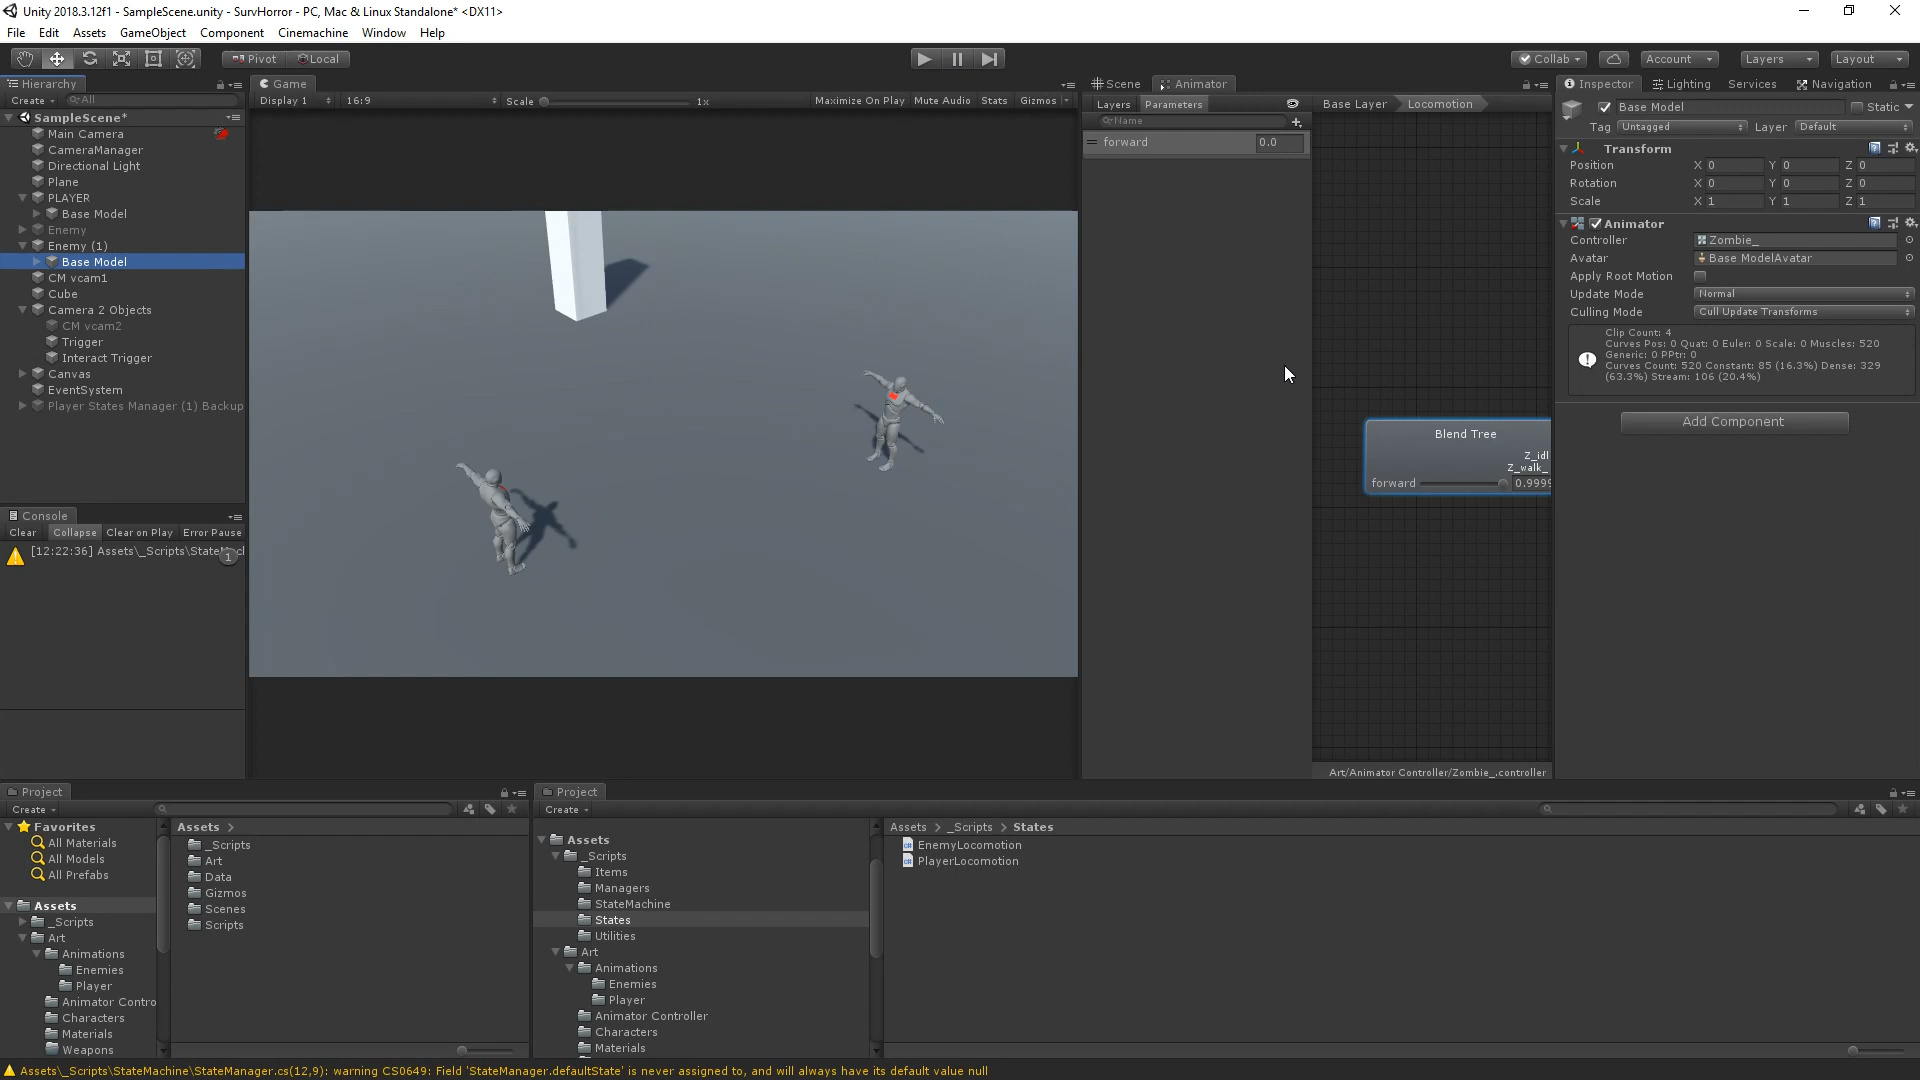 Unity 2018.3.12f1 - SampleScene.unity - SurvHorror - PC, Mac & Linux Standalone* <DX11>
File Edit Assets GameObject Component Cinemachine Window Help
Pivot Local Collab Account Layers Layout
Hierarchy
Create All
SampleScene*
Main Camera
CameraManager
Directional Light
Plane
PLAYER
Base Model
Enemy
Enemy (1)
Base Model
CM vcam1
Cube
Camera 2 Objects
CM vcam2
Trigger
Interact Trigger
Canvas
EventSystem
Player States Manager (1) Backup
Console
Clear Collapse Clear on Play Error Pause
[12:22:36] Assets\_Scripts\StateMacl
1
Game
Display 1 16:9 Scale 1x Maximize On Play Mute Audio Stats Gizmos
Scene Animator
Layers Parameters Base Layer Locomotion
Name
forward 0.0
Blend Tree
Z_idl
Z_walk_
forward 0.9999
Art/Animator Controller/Zombie_.controller
Inspector Lighting Services Navigation
Base Model Static
Tag Untagged Layer Default
Transform
Position X 0 Y 0 Z 0
Rotation X 0 Y 0 Z 0
Scale X 1 Y 1 Z 1
Animator
Controller Zombie_
Avatar Base ModelAvatar
Apply Root Motion
Update Mode Normal
Culling Mode Cull Update Transforms
Clip Count: 4
Curves Pos: 0 Quat: 0 Euler: 0 Scale: 0 Muscles: 520
Generic: 0 PPtr: 0
Curves Count: 520 Constant: 85 (16.3%) Dense: 329
(63.3%) Stream: 106 (20.4%)
Add Component
Project
Create
Favorites
All Materials
All Models
All Prefabs
Assets
_Scripts
Art
Animations
Enemies
Player
Animator Contro
Characters
Materials
Weapons
Assets >
_Scripts
Art
Data
Gizmos
Scenes
Scripts
Project
Create
Assets
_Scripts
Items
Managers
StateMachine
States
Utilities
Art
Animations
Enemies
Player
Animator Controller
Characters
Materials
Assets > _Scripts > States
EnemyLocomotion
PlayerLocomotion
Assets\_Scripts\StateMachine\StateManager.cs(12,9): warning CS0649: Field 'StateManager.defaultState' is never assigned to, and will always have its default value null